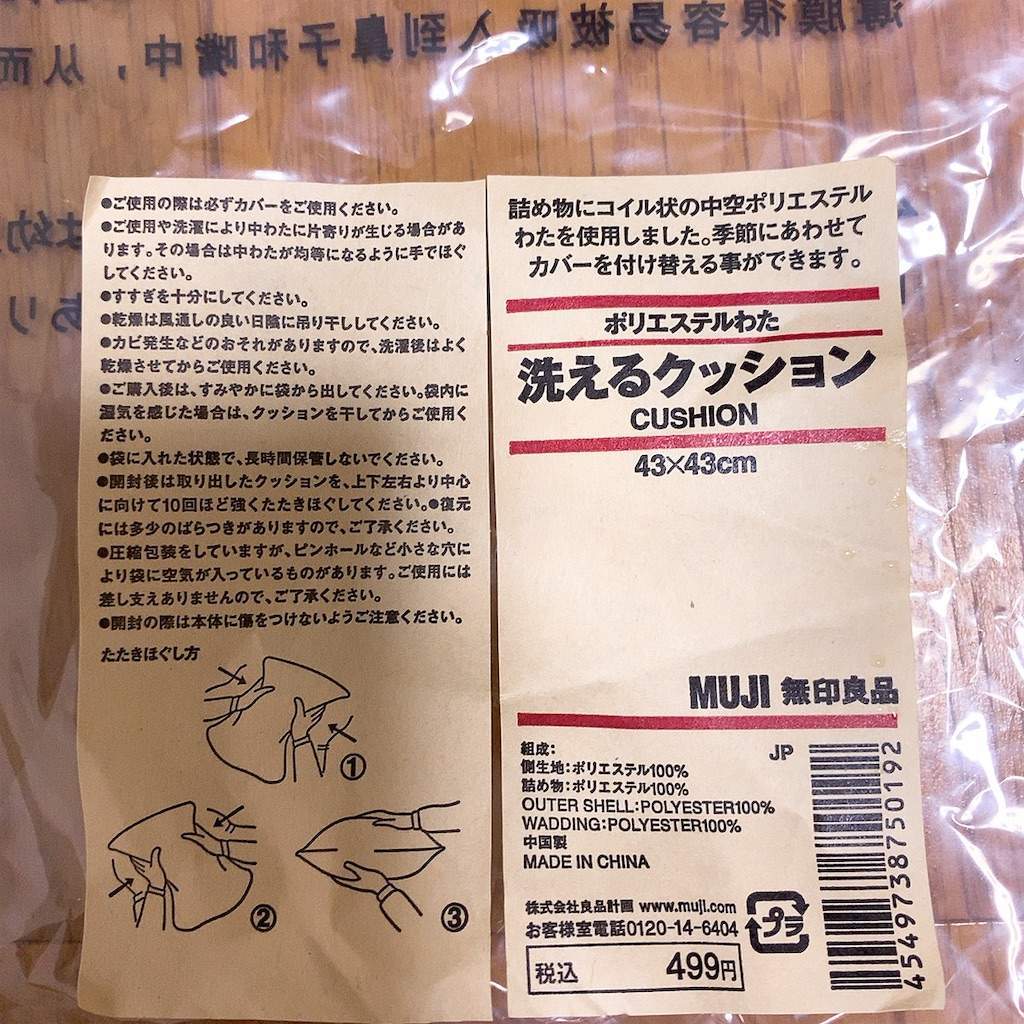 薄膜很容易被吸入到鼻子和嘴中，从而
●ご使用の際は必ずカバーをご使用ください。
●ご使用や洗濯により中わたに片寄りが生じる場合があ
ります。その場合は中わたが均等になるように手でほぐ
してください。
●すすぎを十分にしてください。
●乾燥は風通しの良い日陰に吊り干ししてください。
●カビ発生などのおそれがありますので、洗濯後はよく
乾燥させてからご使用ください。
●ご購入後は、すみやかに袋から出してください。袋内に
湿気を感じた場合は、クッションを干してからご使用く
ださい。
●袋に入れた状態で、長時間保管しないでください。
●開封後は取り出したクッションを、上下左右より中心
に向けて10回ほど強くたたきほぐしてください。●復元
には多少のばらつきがありますので、ご了承ください。
●圧縮包装をしていますが、ピンホールなど小さな穴に
より袋に空気が入っているものがあります。ご使用には
差し支えありませんので、ご了承ください。
●開封の際は本体に傷をつけないようご注意ください。
たたきほぐし方
①
②
③
詰め物にコイル状の中空ポリエステル
わたを使用しました。季節にあわせて
カバーを付け替える事ができます。
ポリエステルわた
洗えるクッション
CUSHION
43×43cm
MUJI 無印良品
組成：
側生地：ポリエステル100%
詰め物：ポリエステル100%
OUTER SHELL:POLYESTER100%
WADDING:POLYESTER100%
中国製
MADE IN CHINA
株式会社良品計画 www.muji.com
お客様室電話0120-14-6404
税込 499円
JP
プラ
4549738750192